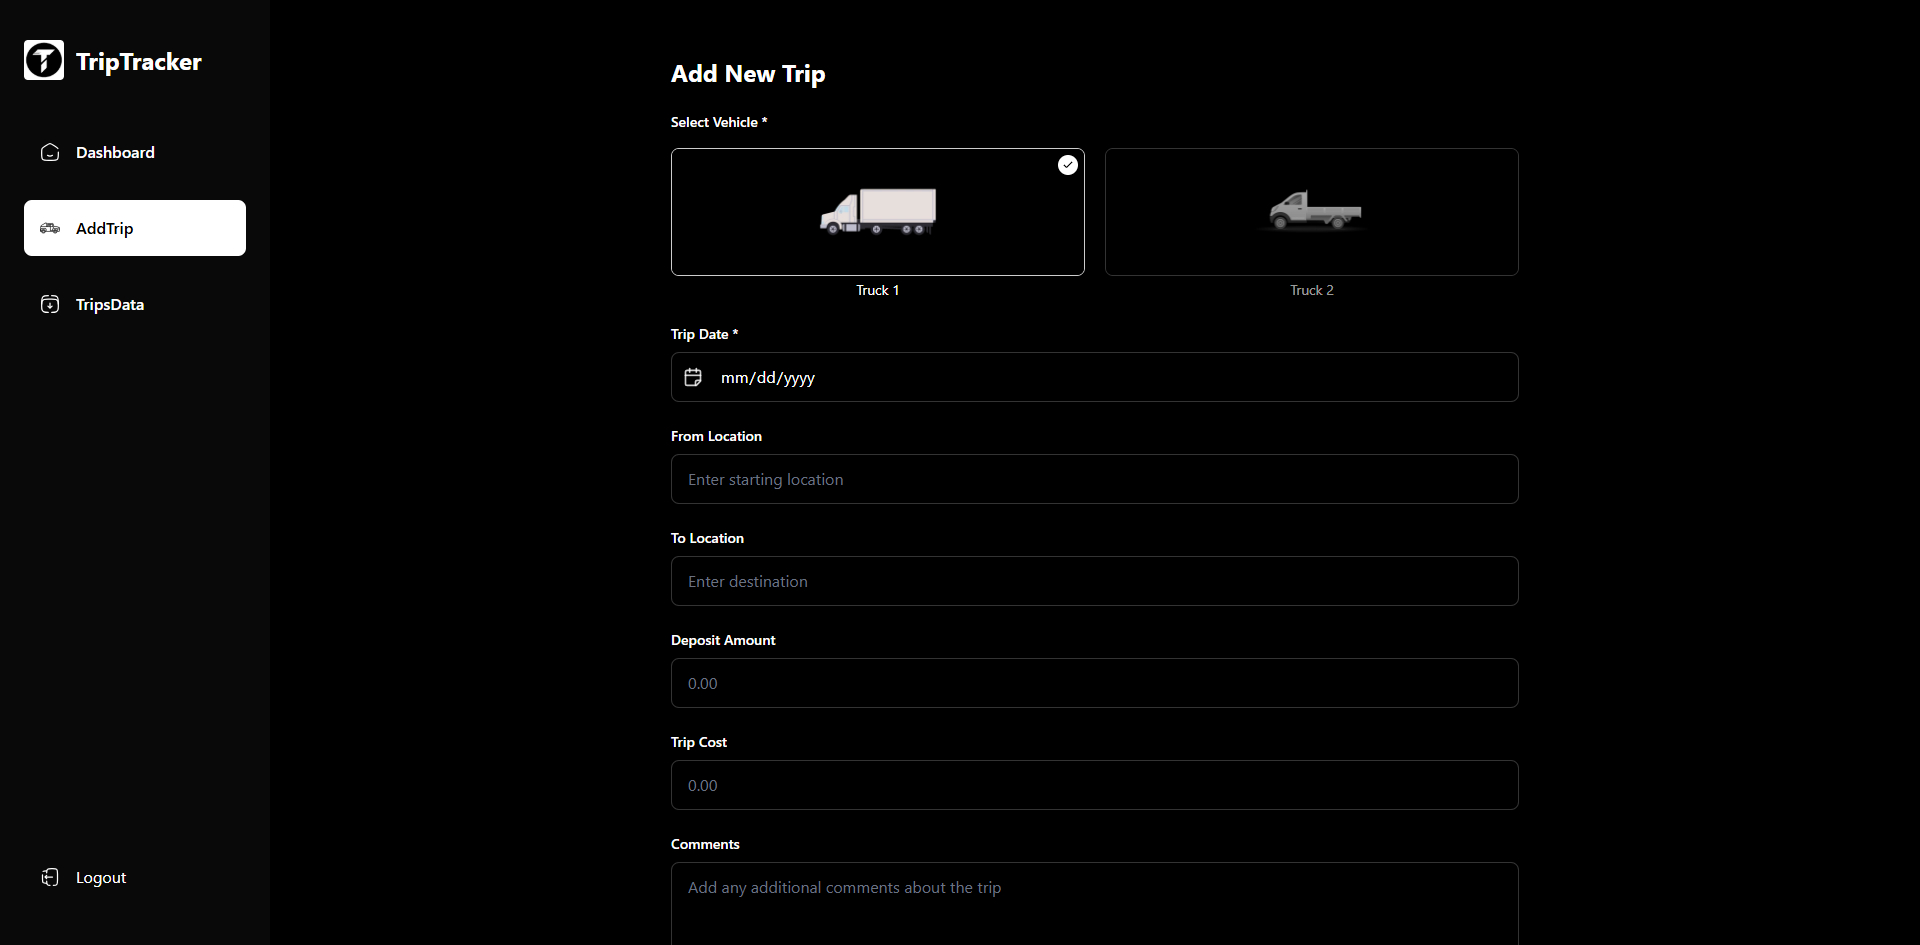 TripTracker
Dashboard
AddTrip
TripsData
Logout
Add New Trip
Select Vehicle *
Truck 1
Truck 2
Trip Date *
mm/dd/yyyy
From Location
Enter starting location
To Location
Enter destination
Deposit Amount
0.00
Trip Cost
0.00
Comments
Add any additional comments about the trip